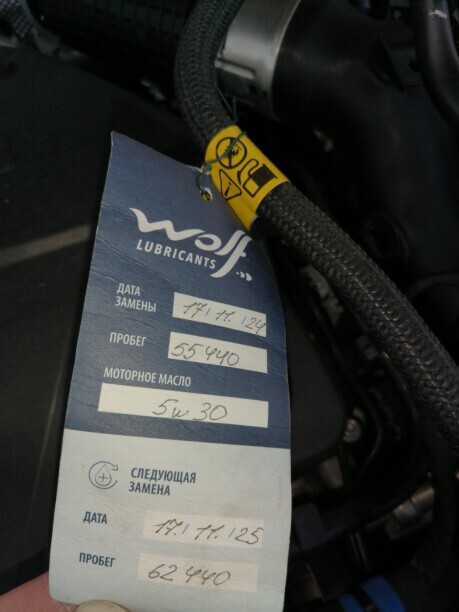 wolf
LUBRICANTS
ДАТА
ЗАМЕНЫ 17.11.24
ПРОБЕГ 55440
МОТОРНОЕ МАСЛО
5w30
СЛЕДУЮЩАЯ
ЗАМЕНА
ДАТА 17.11.25
ПРОБЕГ 62440